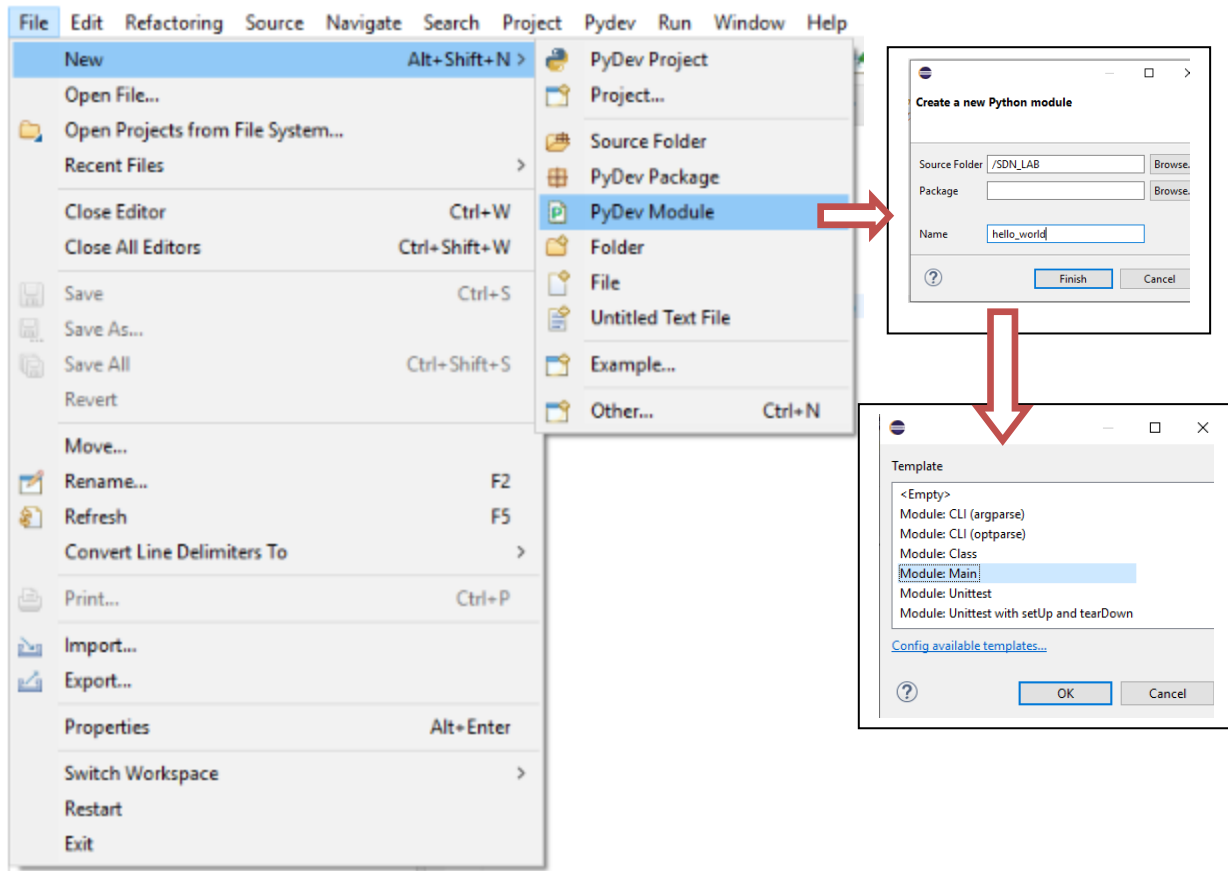 File Edit Refactoring Source Navigate Search Project Pydev Run Window Help
New Alt+Shift+N >
Open File...
Open Projects from File System...
Recent Files >
Close Editor Ctrl+W
Close All Editors Ctrl+Shift+W
Save Ctrl+S
Save As...
Save All Ctrl+Shift+S
Revert
Move...
Rename... F2
Refresh F5
Convert Line Delimiters To >
Print... Ctrl+P
Import...
Export...
Properties Alt+Enter
Switch Workspace >
Restart
Exit
PyDev Project
Project...
Source Folder
PyDev Package
PyDev Module
Folder
File
Untitled Text File
Example...
Other... Ctrl+N
Create a new Python module
Source Folder /SDN_LAB Browse.
Package Browse.
Name hello_world
Finish Cancel
Template
<Empty>
Module: CLI (argparse)
Module: CLI (optparse)
Module: Class
Module: Main
Module: Unittest
Module: Unittest with setUp and tearDown
Config available templates...
OK Cancel